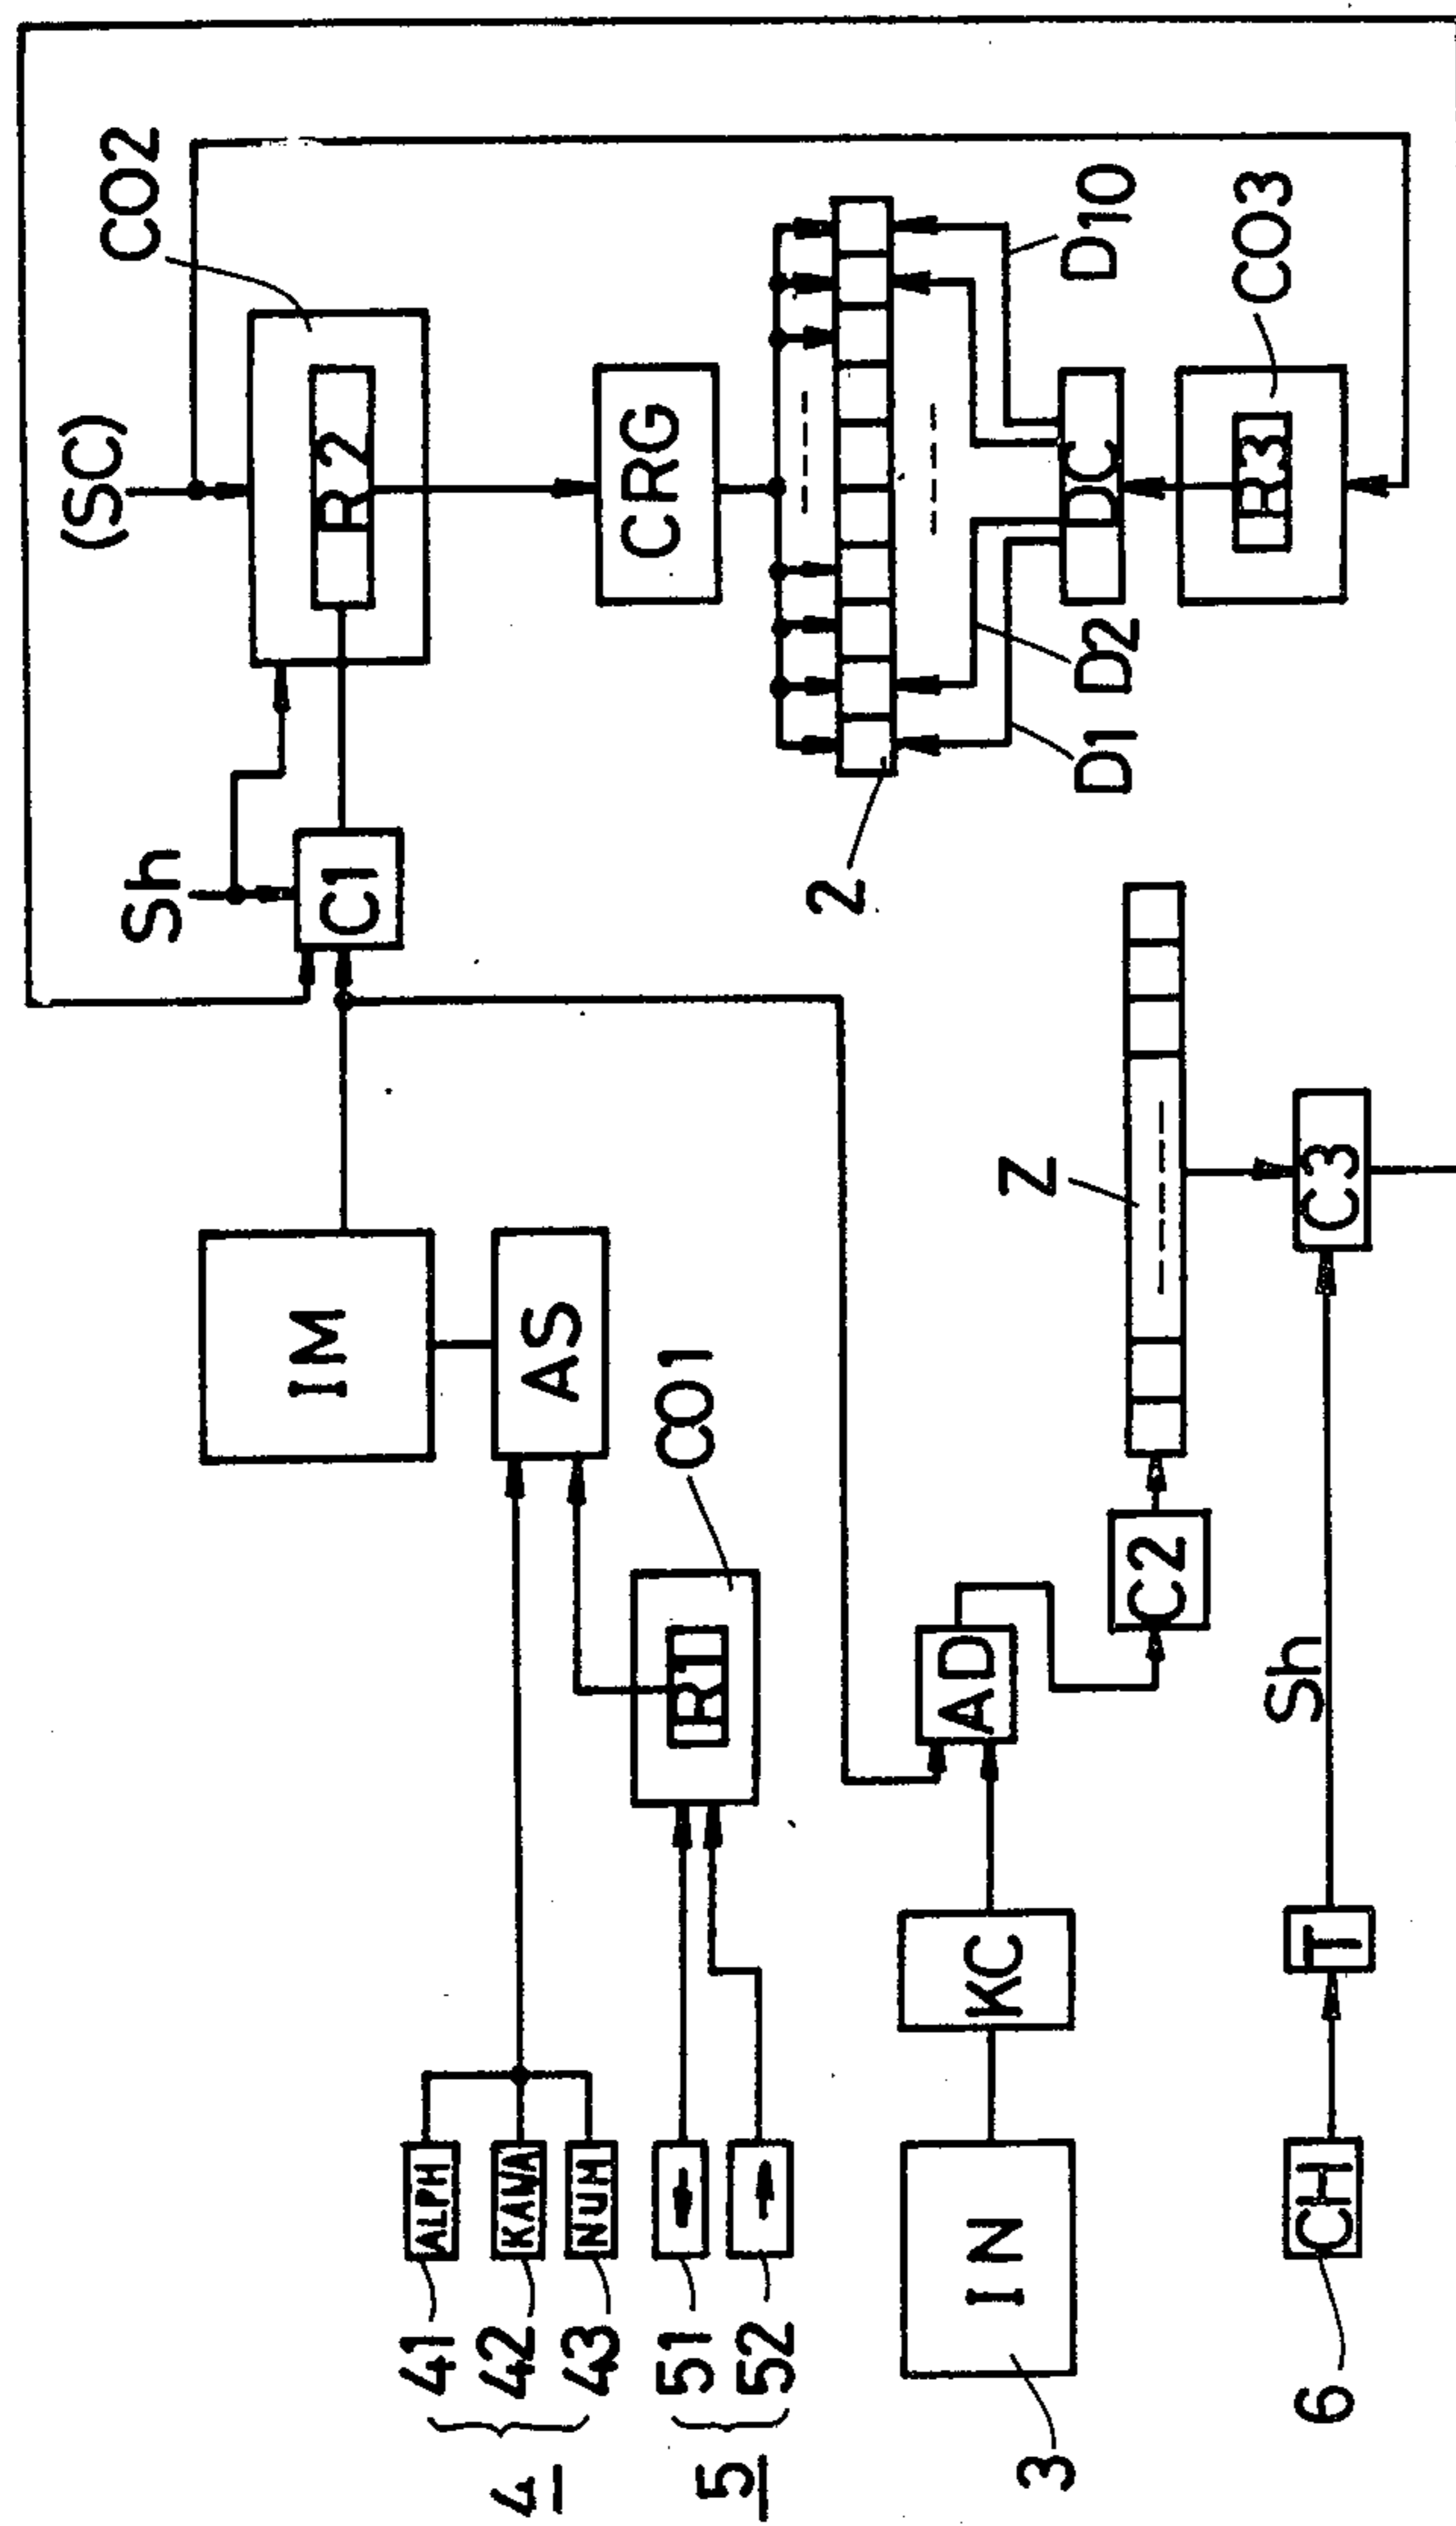 4
41
42
43
ALPH
KANA
NUM
5
51
52
3
IN
KC
6
CH
T
Sh
IM
AS
CO1
R1
AD
C2
Z
C3
Sh
C1
(SC)
CO2
R2
CRG
2
D1
D2
D10
DC
R3
CO3